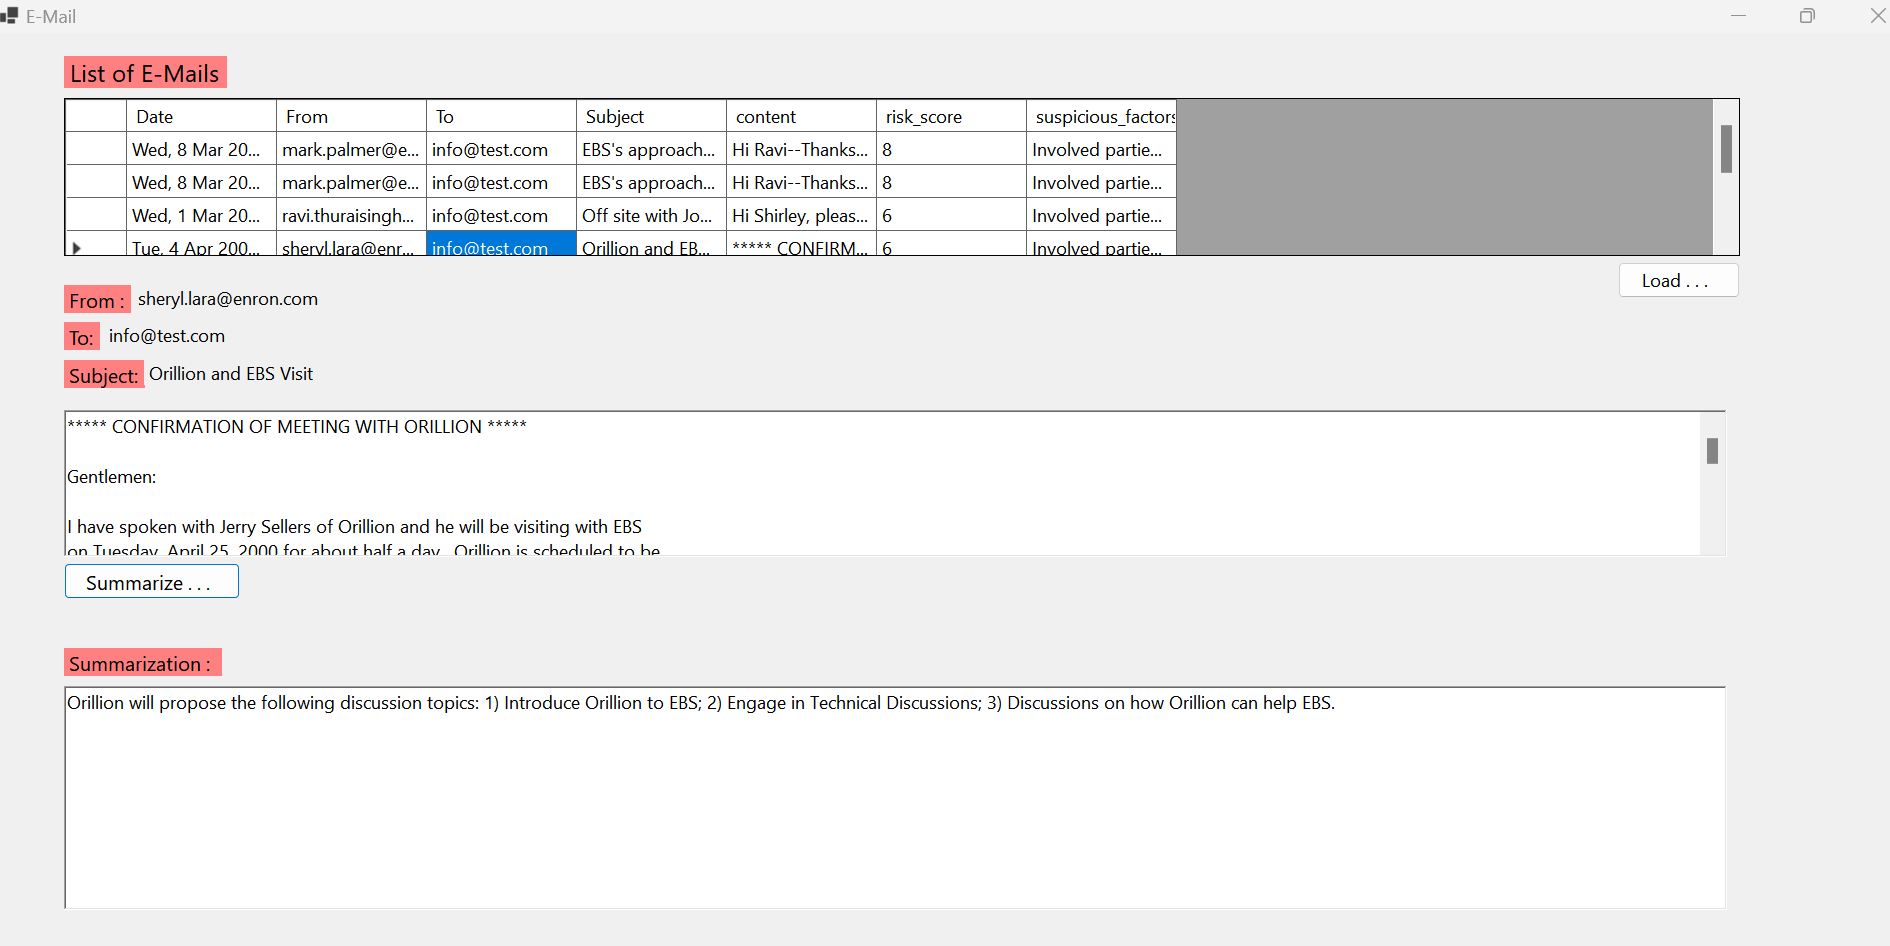 E-Mail
List of E-Mails
Date From To Subject content risk_score suspicious_factors
Wed, 8 Mar 20... mark.palmer@e... info@test.com EBS's approach... Hi Ravi--Thanks... 8 Involved partie...
Wed, 8 Mar 20... mark.palmer@e... info@test.com EBS's approach... Hi Ravi--Thanks... 8 Involved partie...
Wed, 1 Mar 20... ravi.thuraisingh... info@test.com Off site with Jo... Hi Shirley, pleas... 6 Involved partie...
Tue, 4 Apr 200... sheryl.lara@enr... info@test.com Orillion and EB... ***** CONFIRM... 6 Involved partie...
Load . . .
From : sheryl.lara@enron.com
To: info@test.com
Subject: Orillion and EBS Visit
***** CONFIRMATION OF MEETING WITH ORILLION *****
Gentlemen:
I have spoken with Jerry Sellers of Orillion and he will be visiting with EBS
on Tuesday, April 25, 2000 for about half a day. Orillion is scheduled to be
Summarize . . .
Summarization :
Orillion will propose the following discussion topics: 1) Introduce Orillion to EBS; 2) Engage in Technical Discussions; 3) Discussions on how Orillion can help EBS.